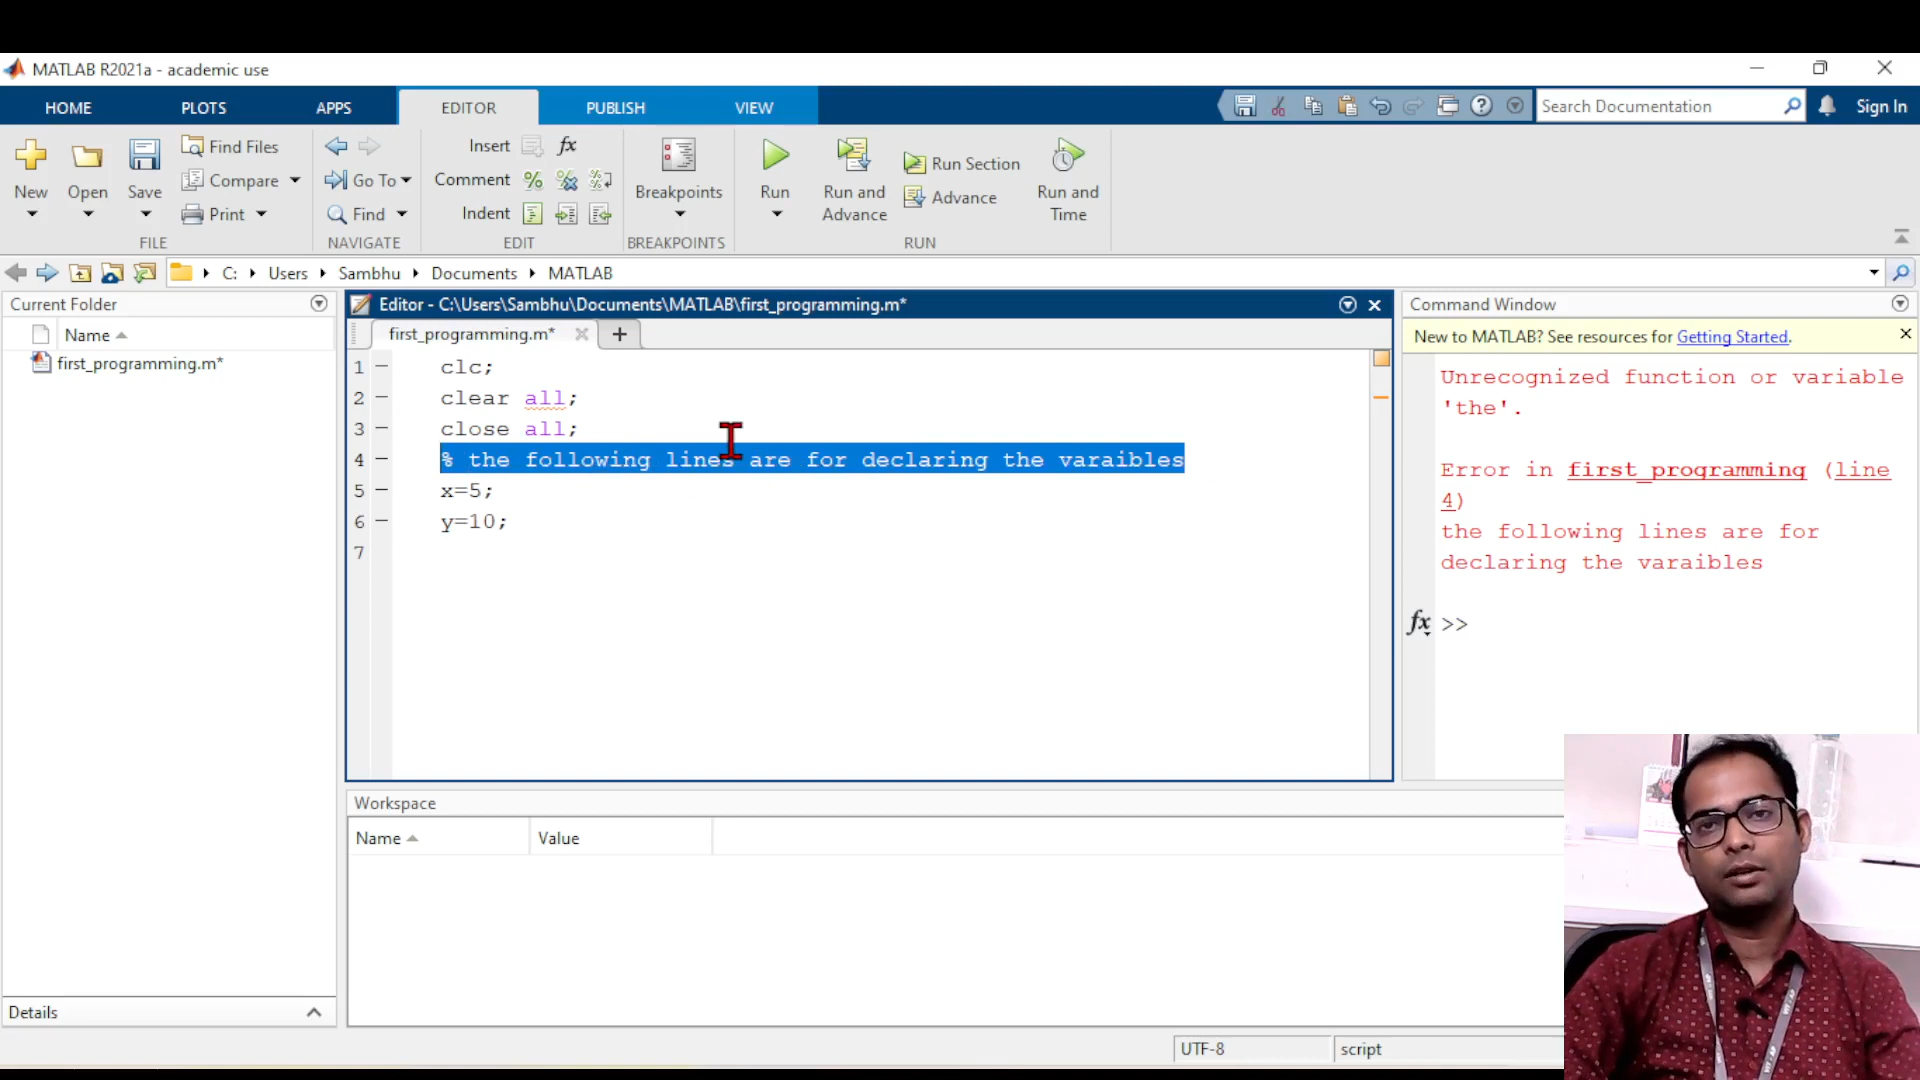 MATLAB R2021a - academic use
HOME PLOTS APPS EDITOR PUBLISH VIEW Search Documentation Sign In
New Open Save Find Files Compare Print FILE
Go To Find NAVIGATE
Insert fx Comment Indent EDIT
Breakpoints BREAKPOINTS
Run Run and Advance Run Section Advance Run and Time RUN
C: Users Sambhu Documents MATLAB
Current Folder
Name
first_programming.m*
Details
Editor - C:\Users\Sambhu\Documents\MATLAB\first_programming.m*
first_programming.m* +
1 clc;
2 clear all;
3 close all;
4 % the following lines are for declaring the varaibles
5 x=5;
6 y=10;
7
Command Window
New to MATLAB? See resources for Getting Started.
Unrecognized function or variable
'the'.
Error in first_programming (line
4)
the following lines are for
declaring the varaibles
fx >>
Workspace
Name Value
UTF-8 script